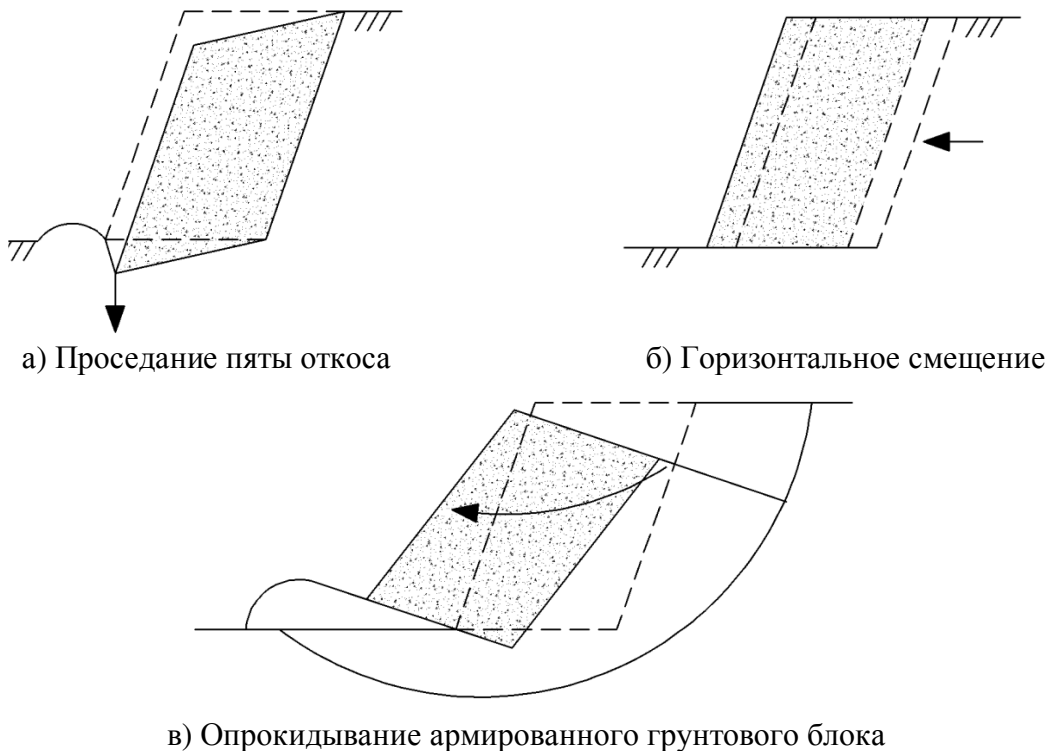 а) Проседание пяты откоса
б) Горизонтальное смещение
в) Опрокидывание армированного грунтового блока